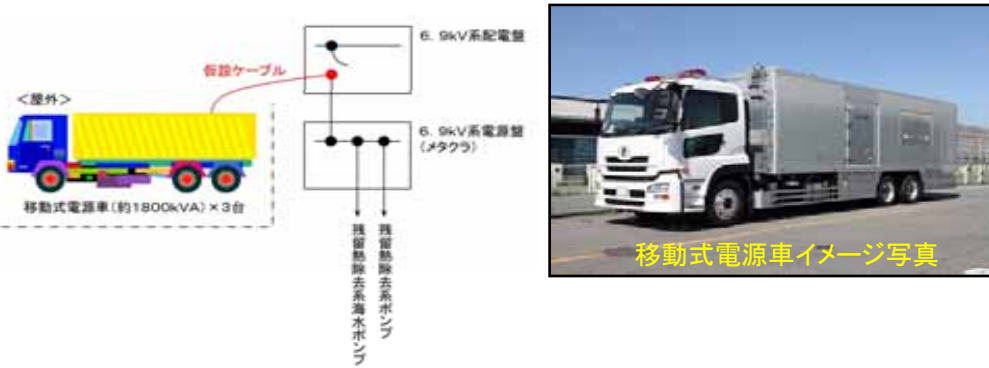 6.9kV系配電盤
仮設ケーブル
<屋外>
6.9kV系電源盤
(メタクラ)
移動式電源車(約1800kVA)×3台
残留熱除去系海水ポンプ
残留熱除去系ポンプ
移動式電源車イメージ写真